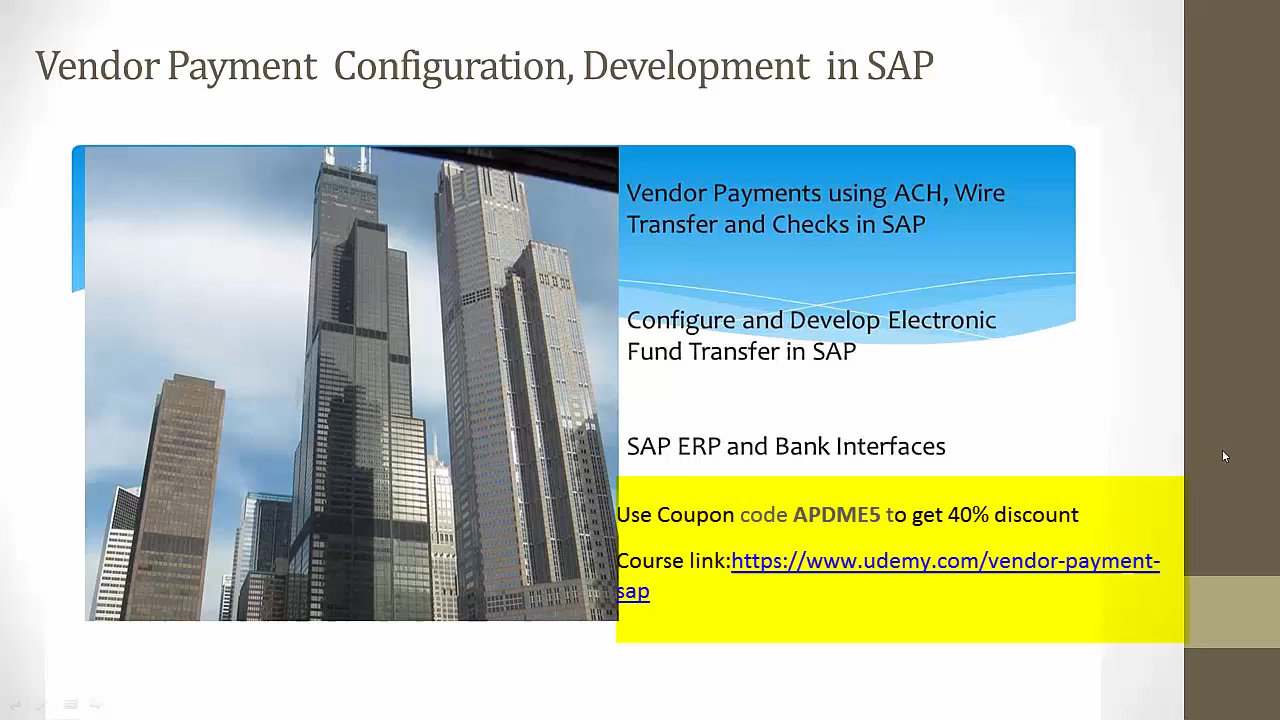 Vendor Payment Configuration, Development in SAP
Vendor Payments using ACH, Wire
Transfer and Checks in SAP
Configure and Develop Electronic
Fund Transfer in SAP
SAP ERP and Bank Interfaces
Use Coupon code APDME5 to get 40% discount
Course link:https://www.udemy.com/vendor-payment-
sap